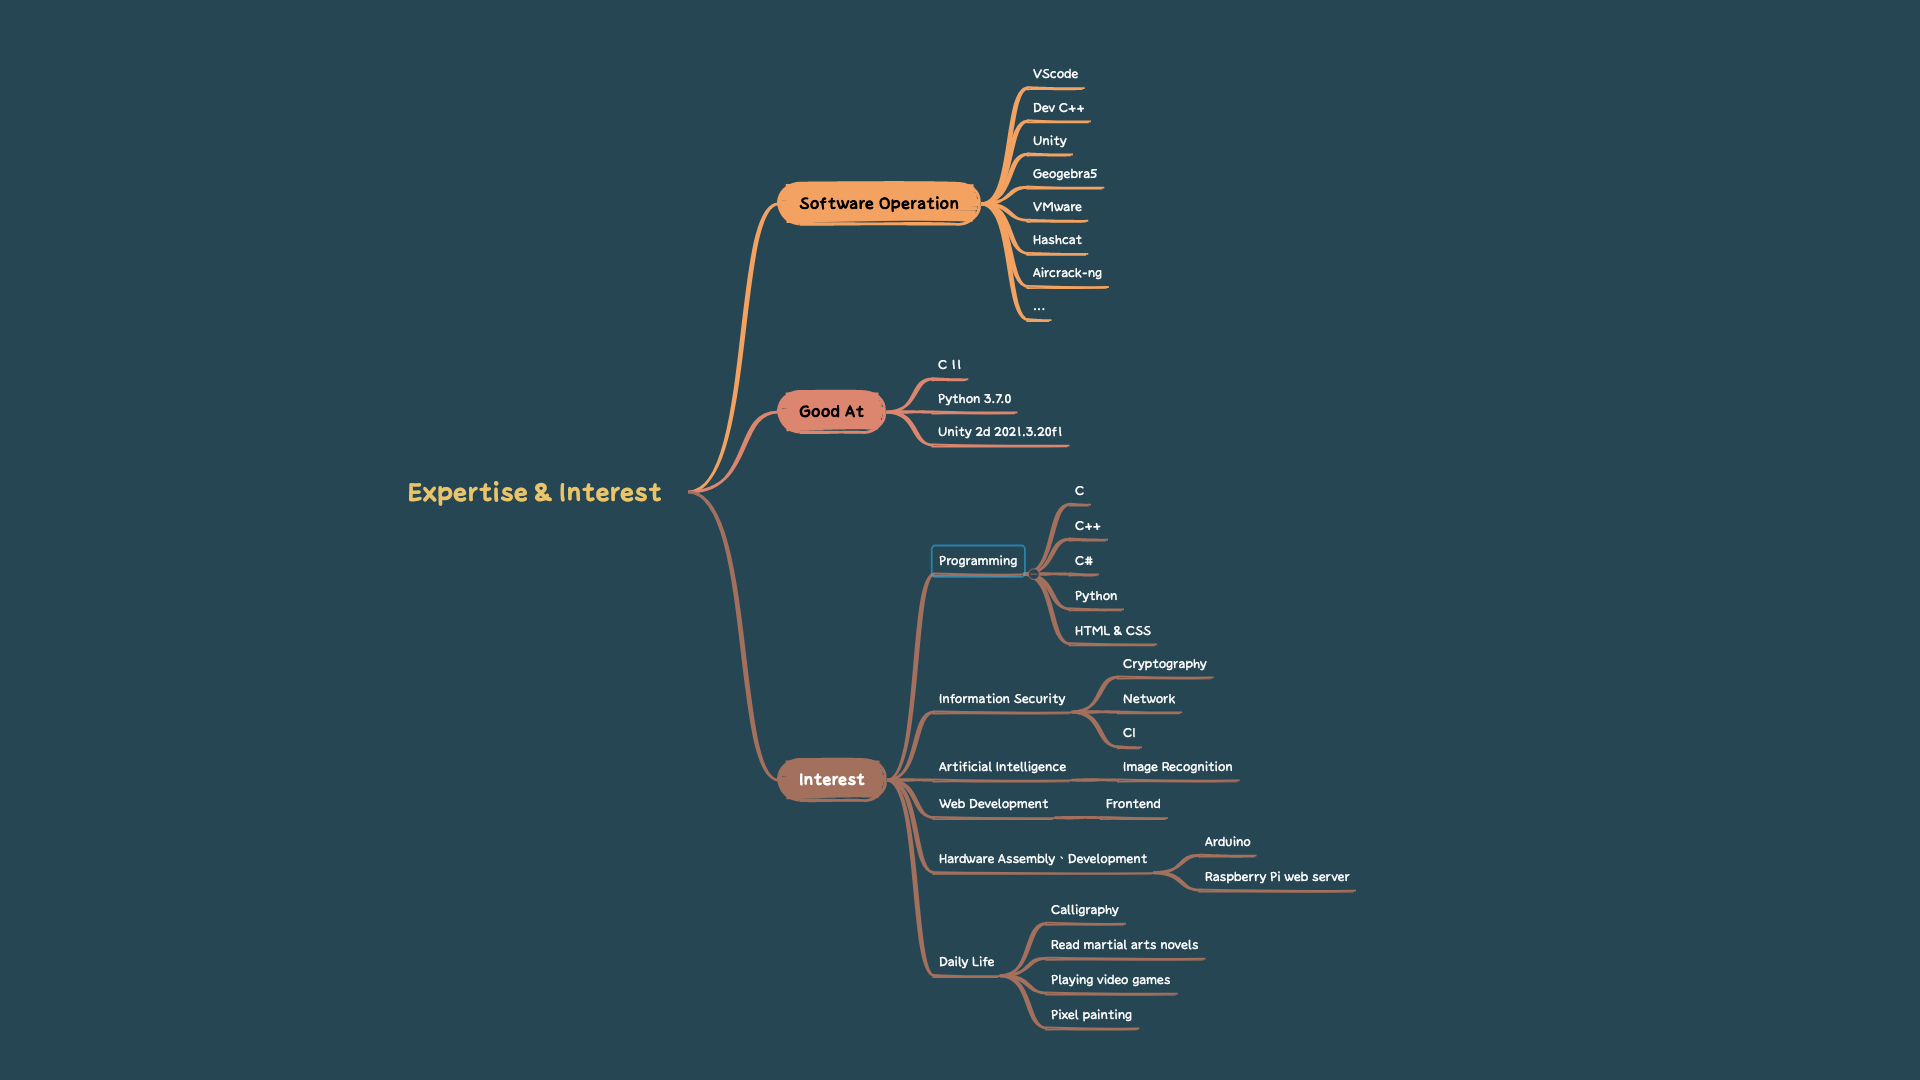 Expertise & Interest
Software Operation
VScode
Dev C++
Unity
Geogebra5
VMware
Hashcat
Aircrack-ng
...
Good At
C 11
Python 3.7.0
Unity 2d 2021.3.20f1
Interest
Programming
C
C++
C#
Python
HTML & CSS
Information Security
Cryptography
Network
CI
Artificial Intelligence
Image Recognition
Web Development
Frontend
Hardware Assembly、Development
Arduino
Raspberry Pi web server
Daily Life
Calligraphy
Read martial arts novels
Playing video games
Pixel painting